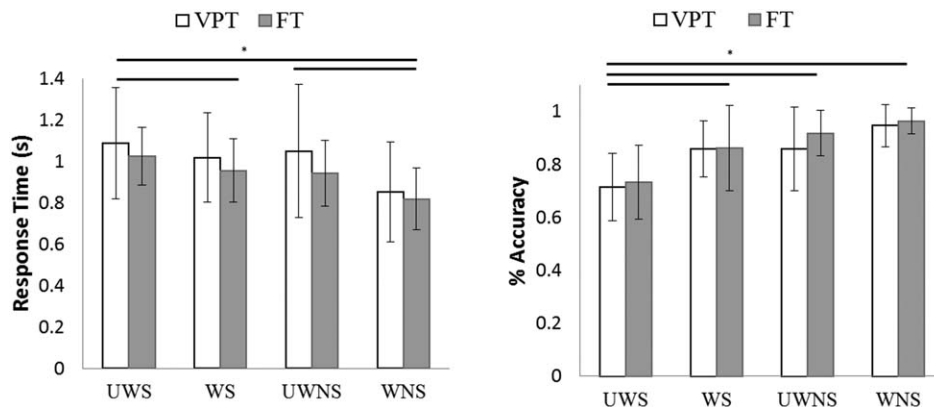 VPT FT
*
Response Time (s)
1.4
1.2
1
0.8
0.6
0.4
0.2
0
UWS WS UWNS WNS
VPT FT
*
% Accuracy
1
0.8
0.6
0.4
0.2
0
UWS WS UWNS WNS